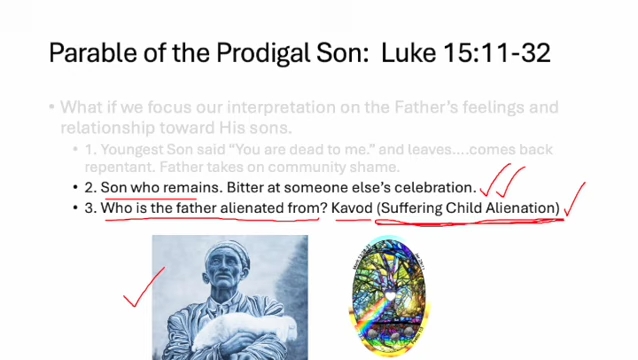 Parable of the Prodigal Son: Luke 15:11-32
• What if we focus our interpretation on the Father's feelings and
relationship toward His sons.
• 1. Youngest Son said "You are dead to me." and leaves....comes back
repentant. Father takes on community shame.
• 2. Son who remains. Bitter at someone else's celebration.
• 3. Who is the father alienated from? Kavod (Suffering Child Alienation)